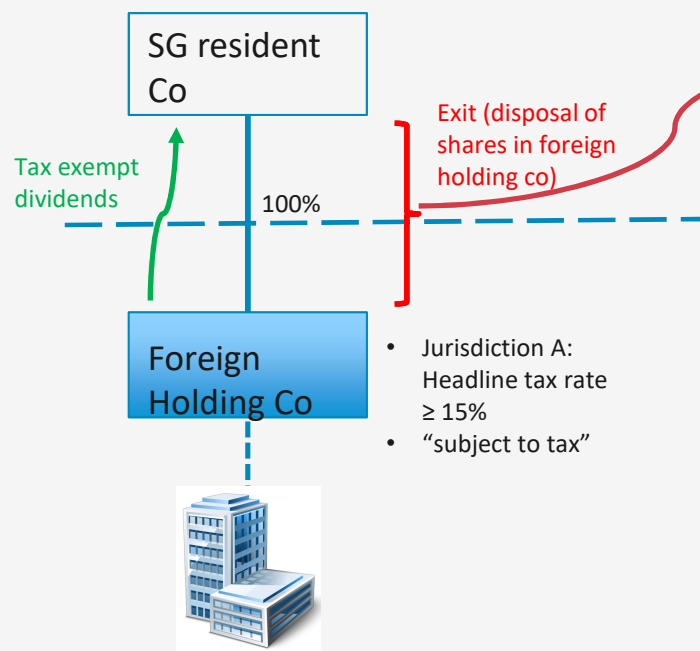 SG resident
Co
Exit (disposal of
shares in foreign
holding co)
Tax exempt
dividends
100%
Foreign
Holding Co
• Jurisdiction A:
Headline tax rate
≥ 15%
• “subject to tax”